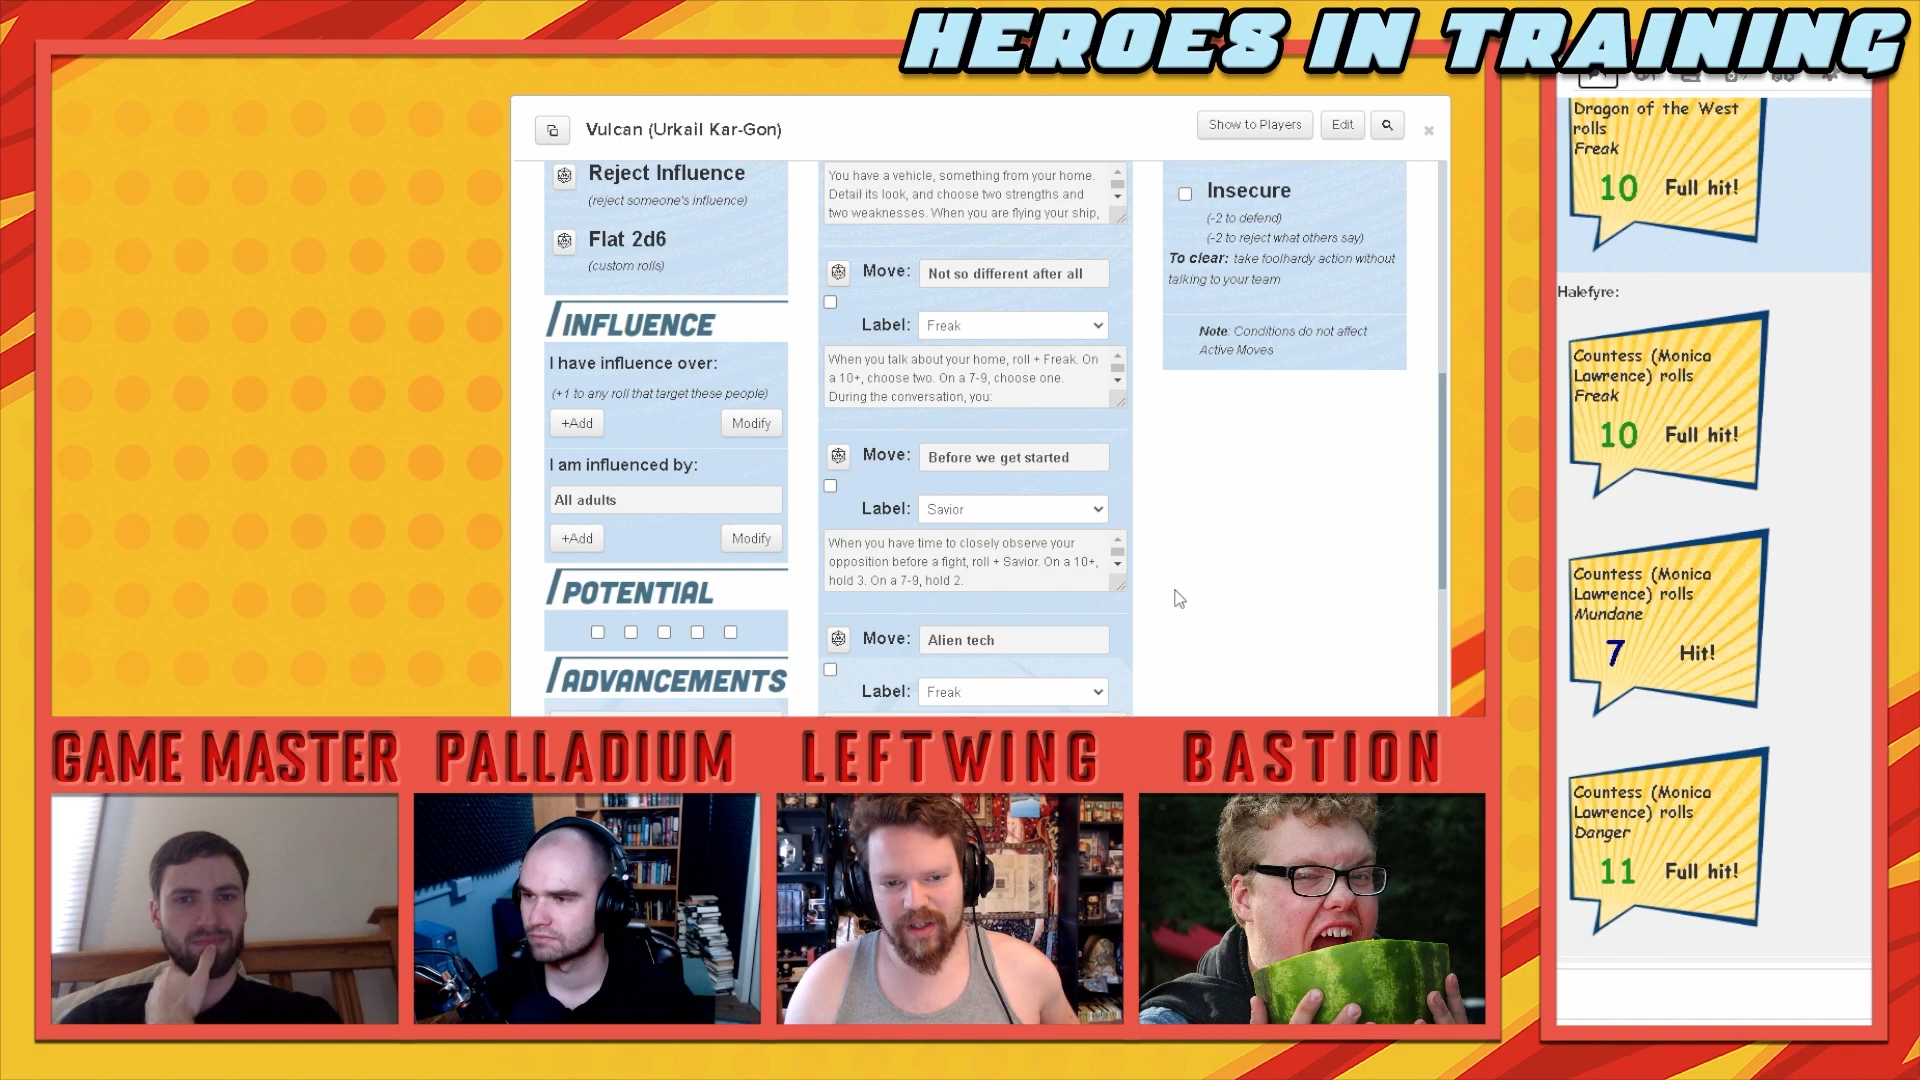 HEROES IN TRAINING
Vulcan (Urkail Kar-Gon)
Show to Players
Edit
Reject Influence
(reject someone's influence)
Flat 2d6
(custom rolls)
INFLUENCE
I have influence over:
(+1 to any roll that target these people)
+Add
Modify
I am influenced by:
All adults
+Add
Modify
POTENTIAL
ADVANCEMENTS
You have a vehicle, something from your home.
Detail its look, and choose two strengths and
two weaknesses. When you are flying your ship,
Move: Not so different after all
Label: Freak
When you talk about your home, roll + Freak. On
a 10+, choose two. On a 7-9, choose one.
During the conversation, you:
Move: Before we get started
Label: Savior
When you have time to closely observe your
opposition before a fight, roll + Savior. On a 10+,
hold 3. On a 7-9, hold 2.
Move: Alien tech
Label: Freak
Insecure
(-2 to defend)
(-2 to reject what others say)
To clear: take foolhardy action without
talking to your team
Note: Conditions do not affect
Active Moves
Dragon of the West
rolls
Freak
10 Full hit!
Halefyre:
Countess (Monica
Lawrence) rolls
Freak
10 Full hit!
Countess (Monica
Lawrence) rolls
Mundane
7 Hit!
Countess (Monica
Lawrence) rolls
Danger
11 Full hit!
GAME MASTER
PALLADIUM
LEFTWING
BASTION